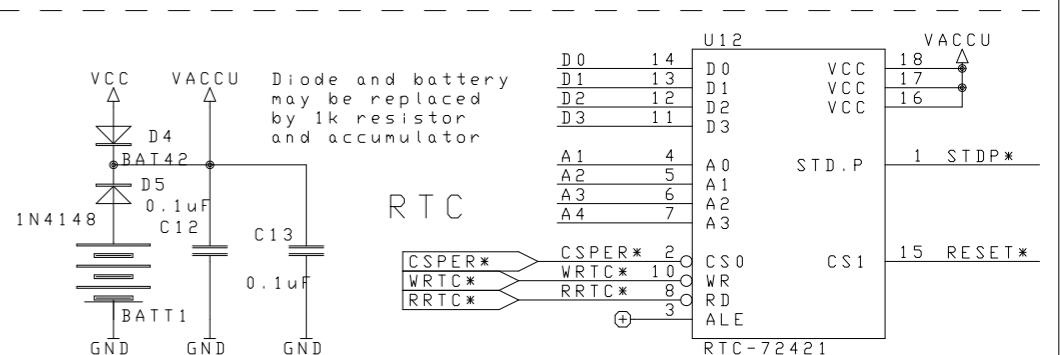 VCC
VACCU
Diode and battery
may be replaced
by 1k resistor
and accumulator
D4
BAT42
D5
1N4148
0.1uF
C12
C13
0.1uF
BATT1
GND
GND
GND
RTC
U12
VACCU
D0 14 D0
D1 13 D1
D2 12 D2
D3 11 D3
VCC 18
VCC 17
VCC 16
A1 4 A0
A2 5 A1
A3 6 A2
A4 7 A3
STD.P 1 STDP*
CSPER* CSPER* 2 CS0
WRTC* WRTC* 10 WR
RRTC* RRTC* 8 RD
3 ALE
CS1 15 RESET*
RTC-72421